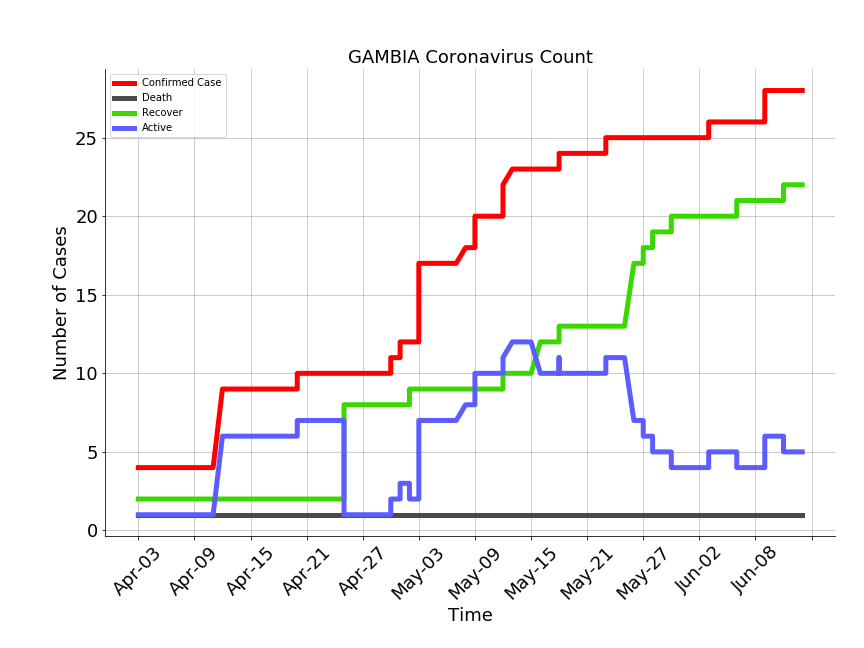 GAMBIA Coronavirus Count
Confirmed Case
Death
Recover
Active
Number of Cases
25
20
15
10
5
0
Apr-03
Apr-09
Apr-15
Apr-21
Apr-27
May-03
May-09
May-15
May-21
May-27
Jun-02
Jun-08
Time